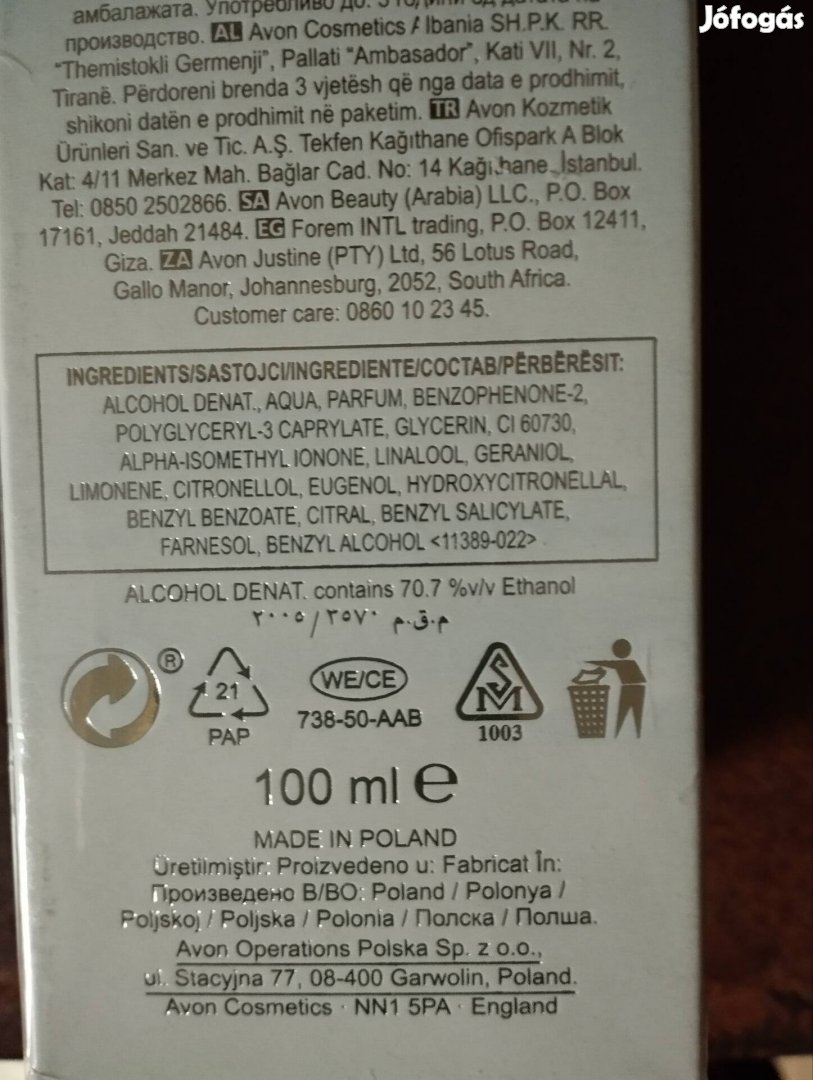 Jófogás
амбалажата. Употребливо до: 3
производство. AL Avon Cosmetics Albania SH.P.K. RR.
"Themistokli Germenji", Pallati "Ambasador", Kati VII, Nr. 2,
Tiranë. Përdoreni brenda 3 vjetësh që nga data e prodhimit,
shikoni datën e prodhimit në paketim. TR Avon Kozmetik
Ürünleri San. ve Tic. A.Ş. Tekfen Kağıthane Ofispark A Blok
Kat: 4/11 Merkez Mah. Bağlar Cad. No: 14 Kağıthane_İstanbul.
Tel: 0850 2502866. SA Avon Beauty (Arabia) LLC., P.O. Box
17161, Jeddah 21484. EG Forem INTL trading, P.O. Box 12411,
Giza. ZA Avon Justine (PTY) Ltd, 56 Lotus Road,
Gallo Manor, Johannesburg, 2052, South Africa.
Customer care: 0860 10 23 45.
INGREDIENTS/SASTOJCI/INGREDIENTE/СОСТАВ/PËRBËRËSIT:
ALCOHOL DENAT., AQUA, PARFUM, BENZOPHENONE-2,
POLYGLYCERYL-3 CAPRYLATE, GLYCERIN, CI 60730,
ALPHA-ISOMETHYL IONONE, LINALOOL, GERANIOL,
LIMONENE, CITRONELLOL, EUGENOL, HYDROXYCITRONELLAL,
BENZYL BENZOATE, CITRAL, BENZYL SALICYLATE,
FARNESOL, BENZYL ALCOHOL <11389-022>
ALCOHOL DENAT. contains 70.7 %v/v Ethanol
م.ق.م ٢٥٧٠ / ٢٠٠٥
®
21
PAP
WE/CE
738-50-AAB
SM
1003
100 ml e
MADE IN POLAND
Üretilmiştir: Proizvedeno u: Fabricat În:
Произведено В/ВО: Poland / Polonya /
Poljskoj / Poljska / Polonia / Полска / Полша.
Avon Operations Polska Sp. z o.o.,
ul. Stacyjna 77, 08-400 Garwolin, Poland.
Avon Cosmetics · NN1 5PA · England